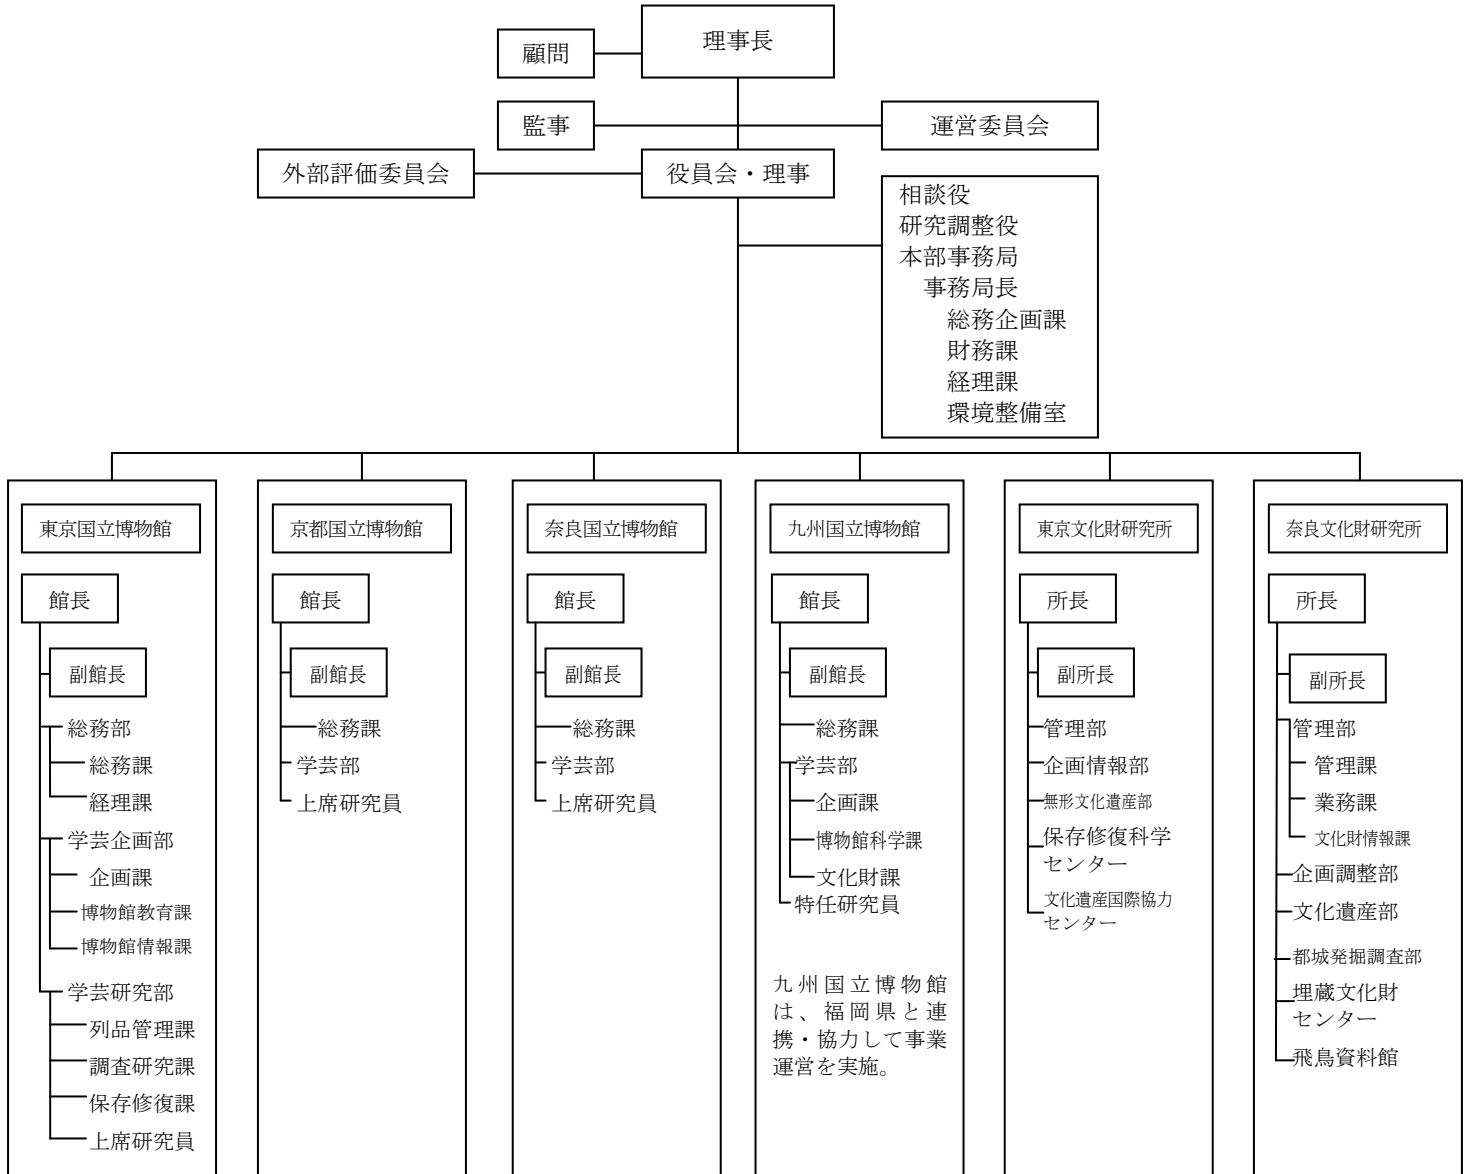 理事長
顧問
監事
運営委員会
外部評価委員会
役員会・理事
相談役
研究調整役
本部事務局
事務局長
総務企画課
財務課
経理課
環境整備室
東京国立博物館
館長
副館長
総務部
総務課
経理課
学芸企画部
企画課
博物館教育課
博物館情報課
学芸研究部
列品管理課
調査研究課
保存修復課
上席研究員
京都国立博物館
館長
副館長
総務課
学芸部
上席研究員
奈良国立博物館
館長
副館長
総務課
学芸部
上席研究員
九州国立博物館
館長
副館長
総務課
学芸部
企画課
博物館科学課
文化財課
特任研究員
九州国立博物館
は、福岡県と連
携・協力して事業
運営を実施。
東京文化財研究所
所長
副所長
管理部
企画情報部
無形文化遺産部
保存修復科学
センター
文化遺産国際協力
センター
奈良文化財研究所
所長
副所長
管理部
管理課
業務課
文化財情報課
企画調整部
文化遺産部
都城発掘調査部
埋蔵文化財
センター
飛鳥資料館